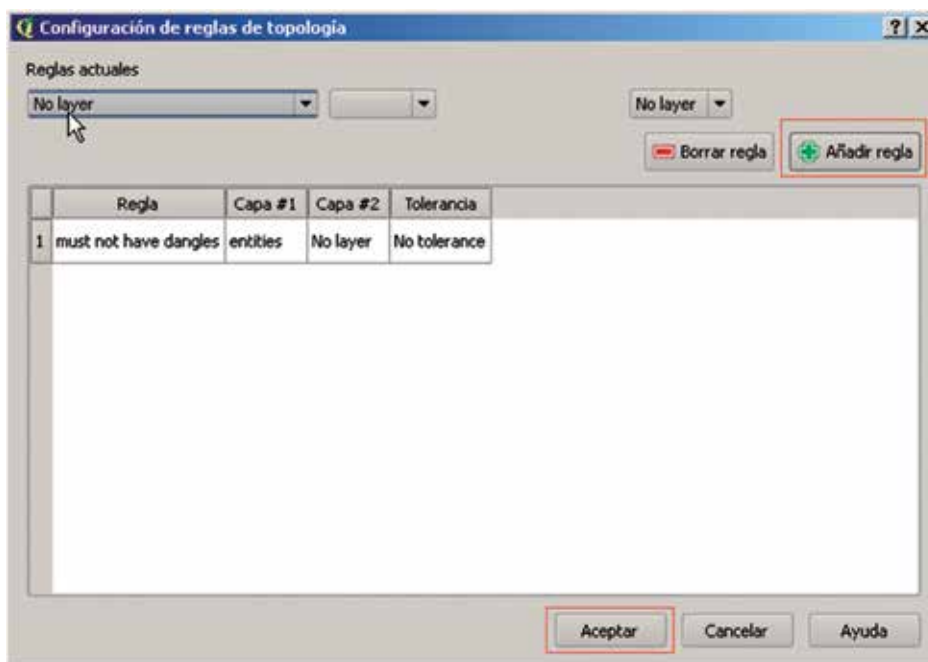 Configuración de reglas de topología
Reglas actuales
No layer
No layer
Borrar regla
Añadir regla
Regla Capa #1 Capa #2 Tolerancia
1 must not have dangles entities No layer No tolerance
Aceptar Cancelar Ayuda